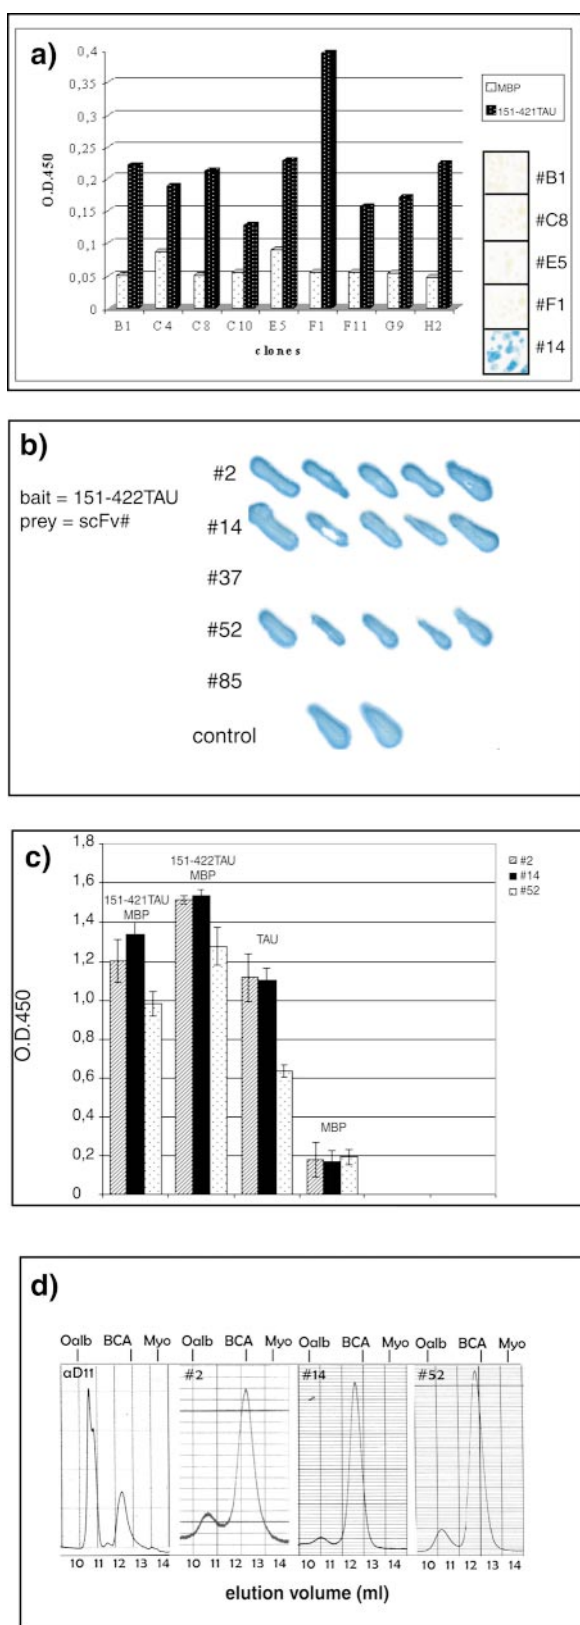 a)
0,4
0,35
0,3
0,25
0,2
0,15
0,1
0,05
0
O.D.450
B1 C4 C8 C10 E5 F1 F11 G9 H2
clones
MBP
151-421TAU
#B1
#C8
#E5
#F1
#14
b)
bait = 151-422TAU
prey = scFv#
#2
#14
#37
#52
#85
control
c)
1,8
1,6
1,4
1,2
1,0
0,8
0,6
0,4
0,2
0
O.D.450
151-421TAU
MBP
151-422TAU
MBP
TAU
MBP
#2
#14
#52
d)
Oalb BCA Myo Oalb BCA Myo Oalb BCA Myo Oalb BCA Myo
αD11 #2 #14 #52
10 11 12 13 14 10 11 12 13 14 10 11 12 13 14 10 11 12 13 14
elution volume (ml)